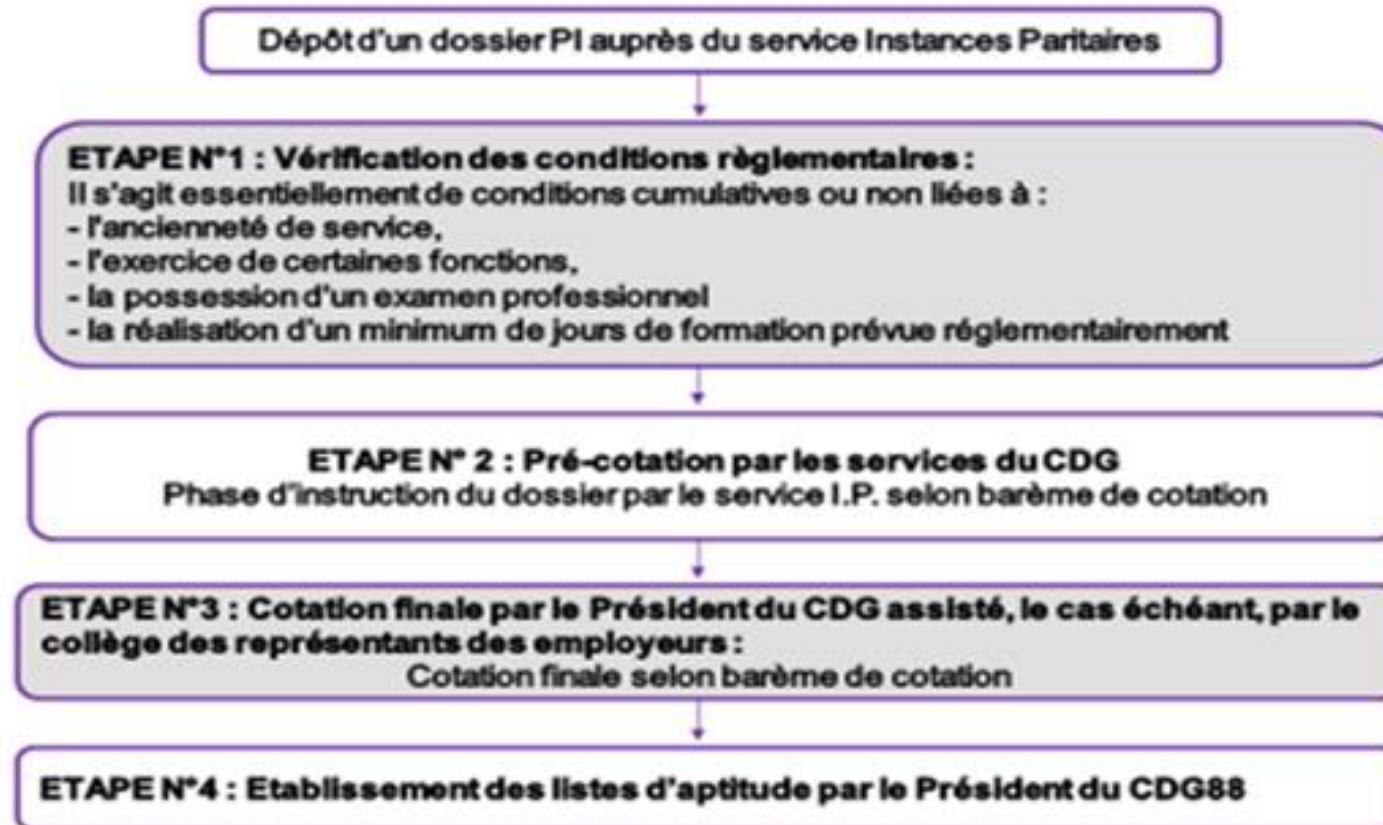 Dépôt d'un dossier PI auprès du service Instances Paritaires
ETAPE N°1 : Vérification des conditions règlementaires :
Il s'agit essentiellement de conditions cumulatives ou non liées à :
- l'ancienneté de service,
- l'exercice de certaines fonctions,
- la possession d'un examen professionnel
- la réalisation d'un minimum de jours de formation prévue réglementairement
ETAPE N° 2 : Pré-cotation par les services du CDG
Phase d'instruction du dossier par le service I.P. selon barème de cotation
ETAPE N°3 : Cotation finale par le Président du CDG assisté, le cas échéant, par le
collège des représentants des employeurs :
Cotation finale selon barème de cotation
ETAPE N°4 : Etablissement des listes d'aptitude par le Président du CDG88